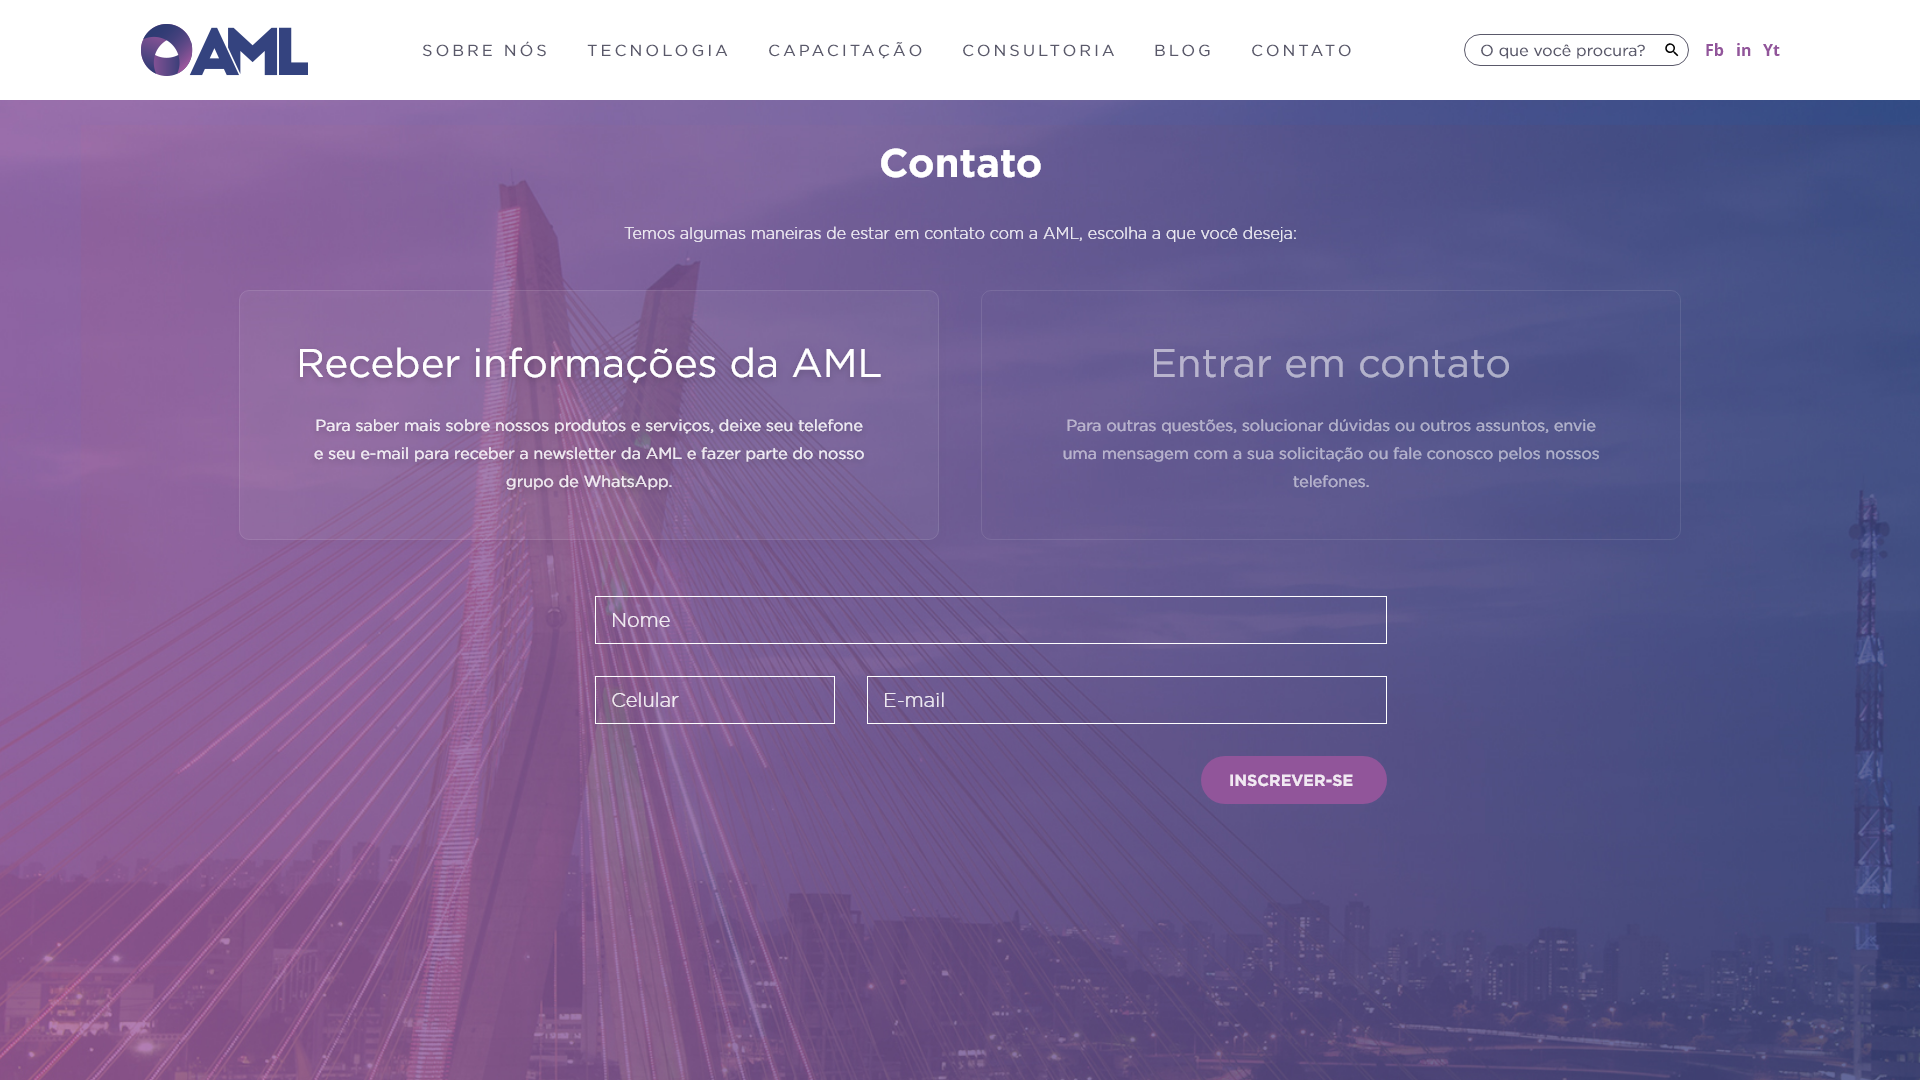 AML
SOBRE NÓS
TECNOLOGIA
CAPACITAÇÃO
CONSULTORIA
BLOG
CONTATO
O que você procura?
Fb in Yt
Contato
Temos algumas maneiras de estar em contato com a AML, escolha a que você deseja:
Receber informações da AML
Para saber mais sobre nossos produtos e serviços, deixe seu telefone
e seu e-mail para receber a newsletter da AML e fazer parte do nosso
grupo de WhatsApp.
Entrar em contato
Para outras questões, solucionar dúvidas ou outros assuntos, envie
uma mensagem com a sua solicitação ou fale conosco pelos nossos
telefones.
Nome
Celular
E-mail
INSCREVER-SE